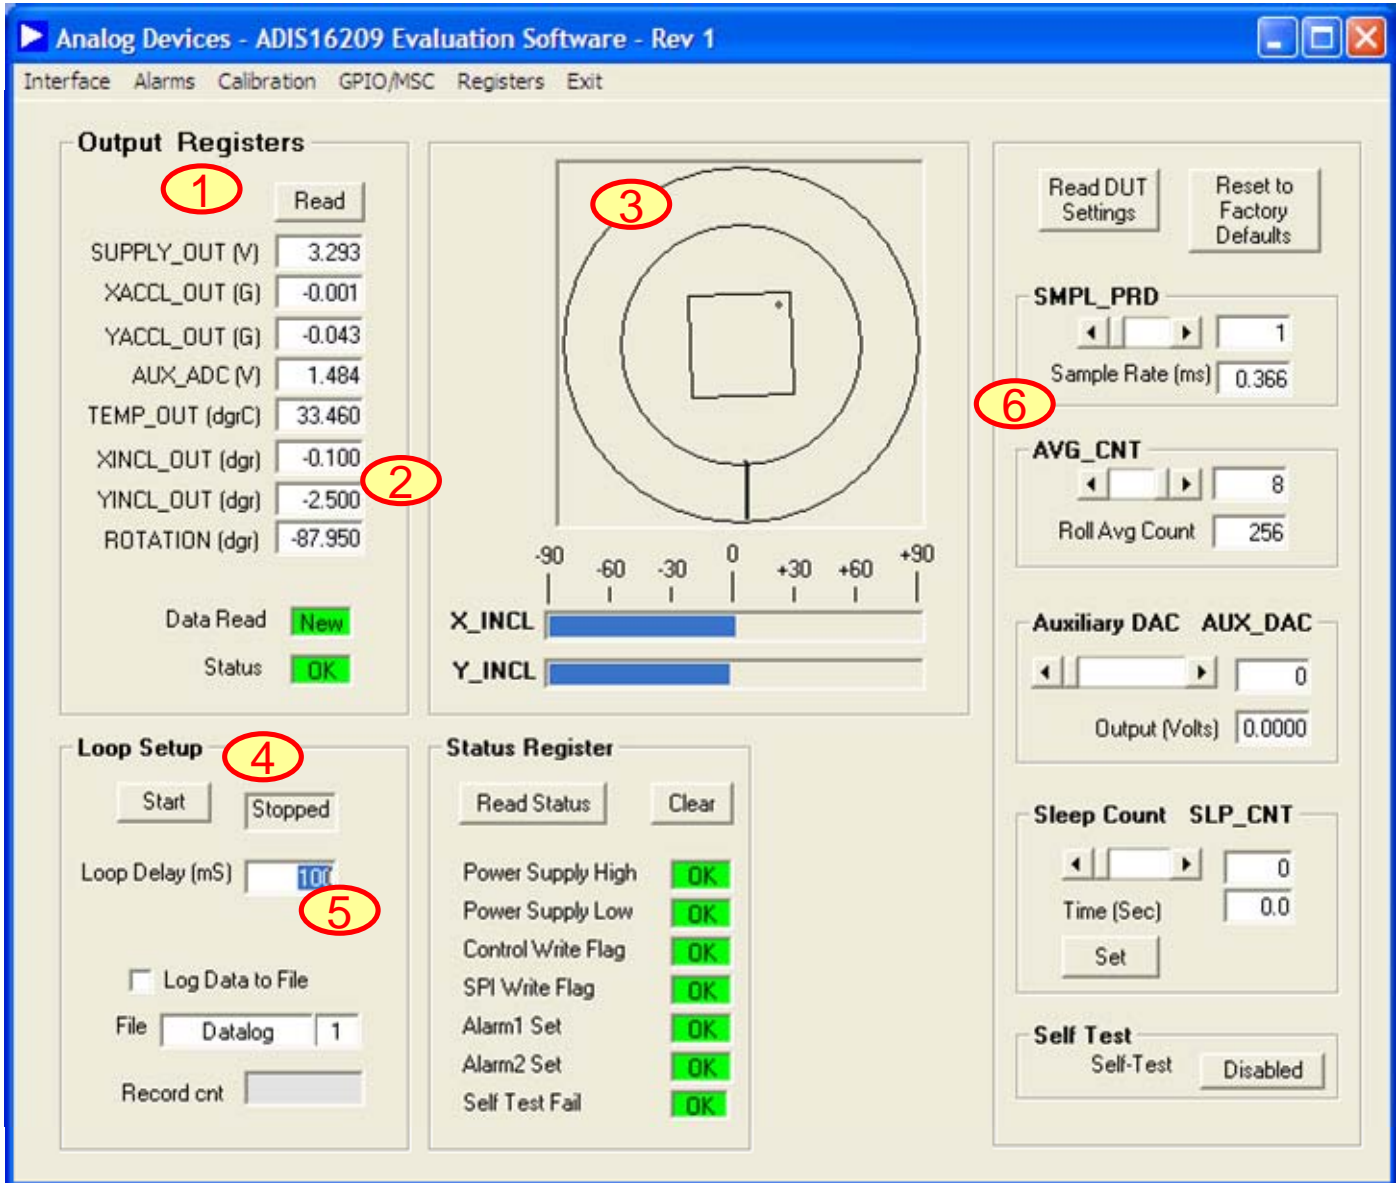 Analog Devices - ADIS16209 Evaluation Software - Rev 1
Interface Alarms Calibration GPIO/MSC Registers Exit
Output Registers
1
Read
SUPPLY_OUT (V) 3.293
XACCL_OUT (G) -0.001
YACCL_OUT (G) -0.043
AUX_ADC (V) 1.484
TEMP_OUT (dgrC) 33.460
XINCL_OUT (dgr) -0.100
2
YINCL_OUT (dgr) -2.500
ROTATION (dgr) -87.950
Data Read New
Status OK
3
-90 -60 -30 0 +30 +60 +90
X_INCL
Y_INCL
Loop Setup
4
Start Stopped
Loop Delay (mS) 100
5
Log Data to File
File Datalog 1
Record cnt
Status Register
Read Status Clear
Power Supply High OK
Power Supply Low OK
Control Write Flag OK
SPI Write Flag OK
Alarm1 Set OK
Alarm2 Set OK
Self Test Fail OK
Read DUT Settings
Reset to Factory Defaults
SMPL_PRD
1
Sample Rate (ms) 0.366
6
AVG_CNT
8
Roll Avg Count 256
Auxiliary DAC AUX_DAC
0
Output (Volts) 0.0000
Sleep Count SLP_CNT
0
Time (Sec) 0.0
Set
Self Test
Self-Test Disabled